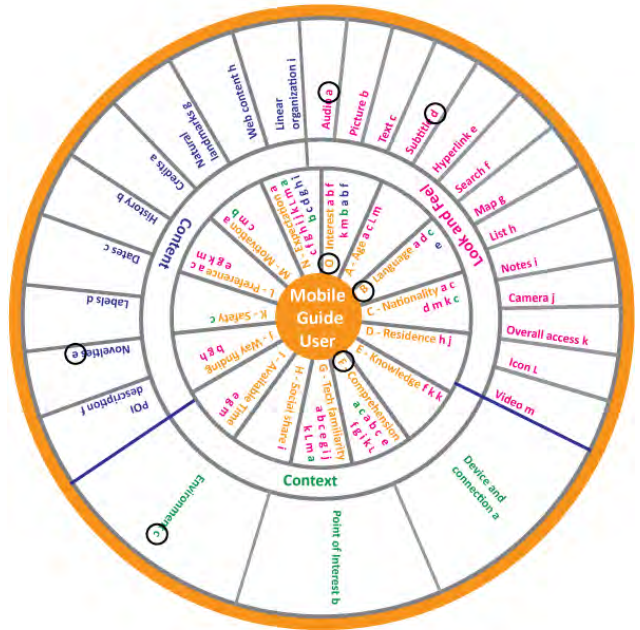 Mobile
Guide
User
Look and Feel
Audio a
Picture b
Text c
Subtitle d
Hyperlink e
Search f
Map g
List h
Notes i
Camera j
Overall access k
Icon L
Video m
Context
Device and
connection a
Point of Interest b
Environment c
Content
POI
description f
Novelties e
Labels d
Dates c
History b
Credits a
Natural
landmarks g
Web content h
Linear
organization i
O Interest a b f
k m b a b f
A - Age a c L m
B Language a d c
e
C - Nationality a c
d m k c
D - Residence h j
E - Knowledge f k k
F Comprehension
a c a b c e
f g i k L
G - Tech familiarity
a b c e g i j
k L m a
H - Social share i
I - Available Time
e g m
J - Way finding
b g h
K - Safety c
L - Preference a c
e g k m
M - Motivation a
c m b
N - Expectation a
c f g h i j k L m a
b c d g h i